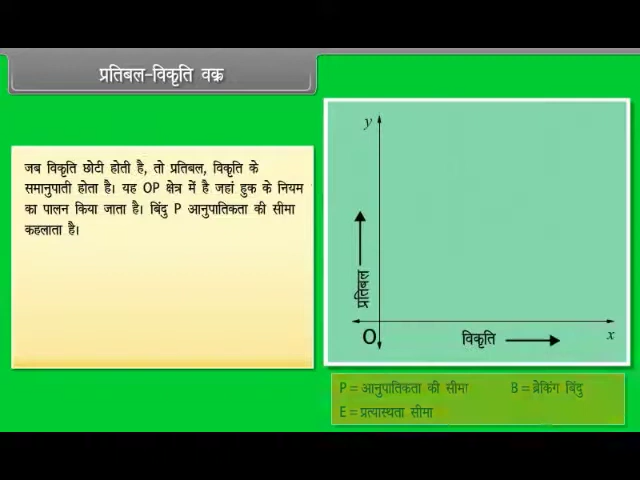 प्रतिबल-विकृति वक्र
जब विकृति छोटी होती है, तो प्रतिबल, विकृति के
समानुपाती होता है। यह OP क्षेत्र में है जहां हुक के नियम
का पालन किया जाता है। बिंदु P आनुपातिकता की सीमा
कहलाता है।
y
प्रतिबल
O
विकृति
x
P = आनुपातिकता की सीमा B = ब्रेकिंग बिंदु
E = प्रत्यास्थता सीमा